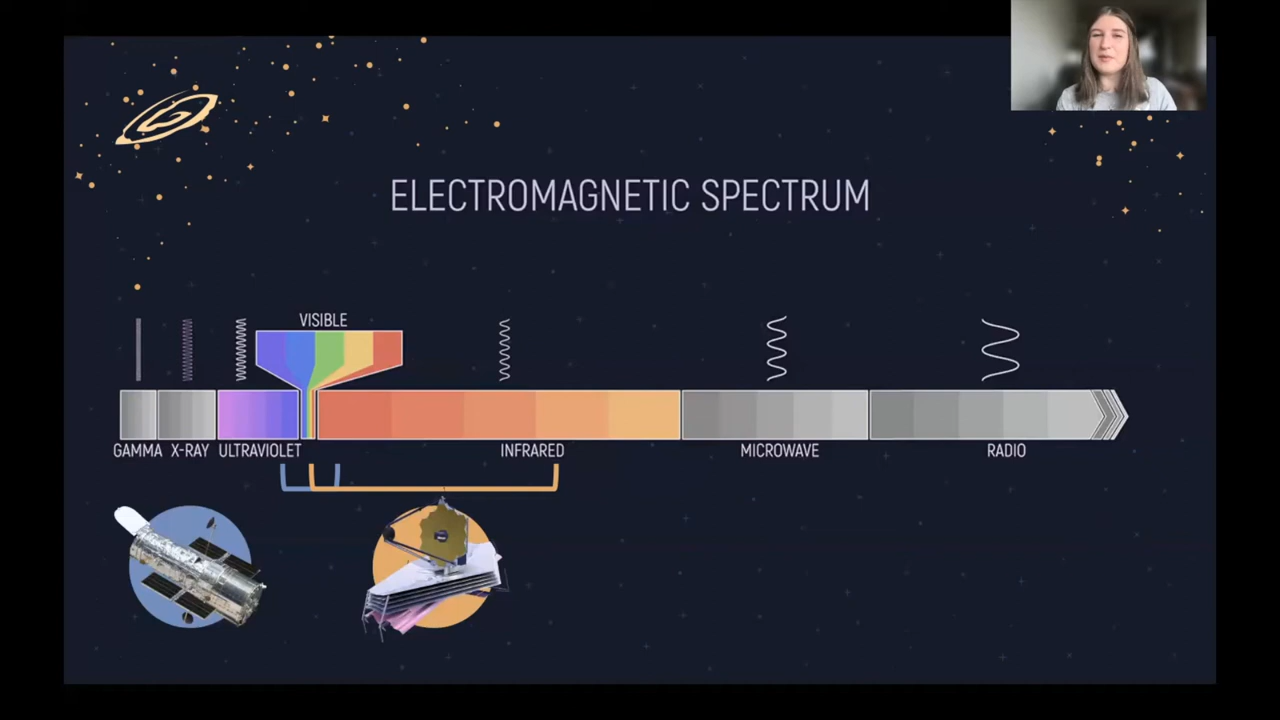 ELECTROMAGNETIC SPECTRUM
VISIBLE
GAMMA X-RAY ULTRAVIOLET INFRARED MICROWAVE RADIO